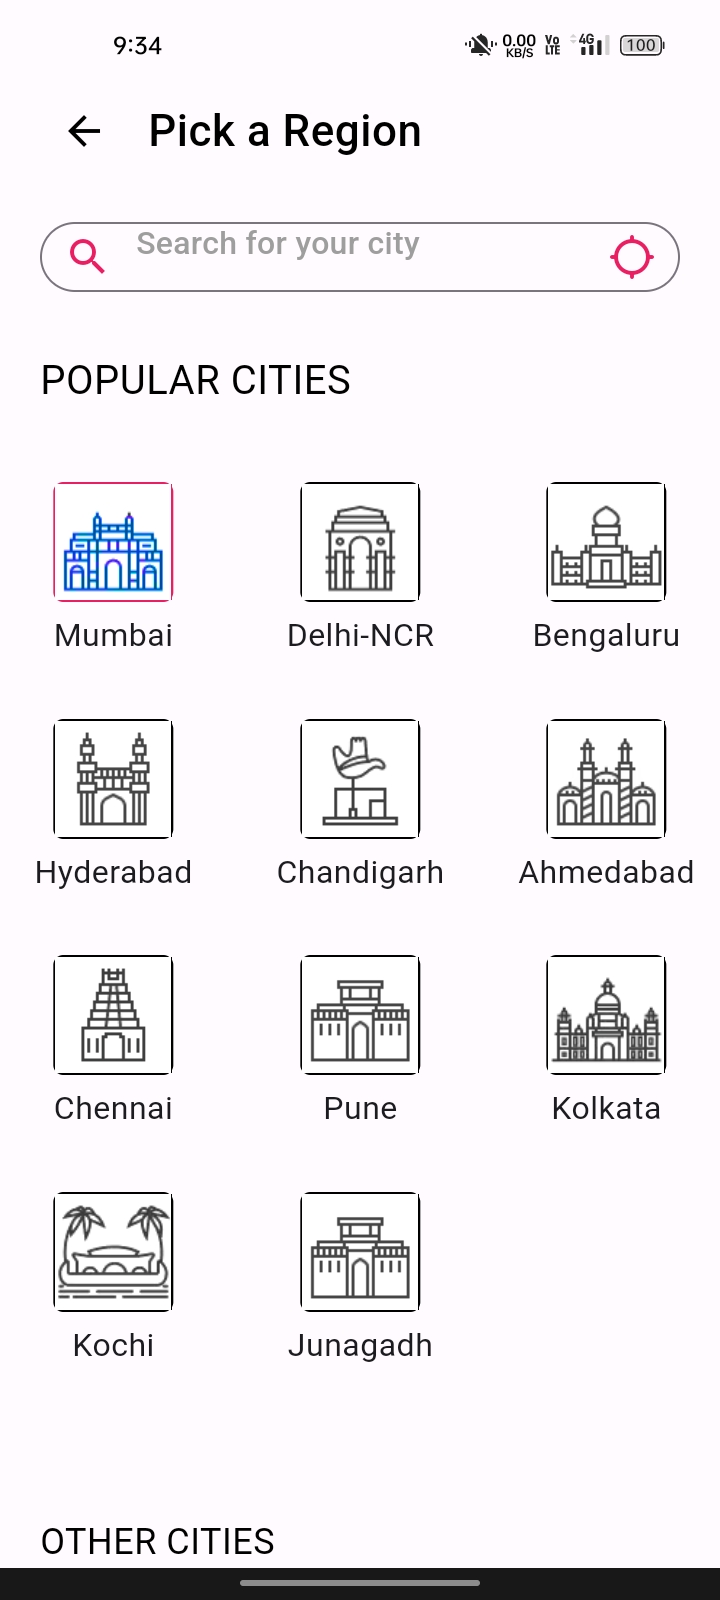 9:34
0.00
KB/S
Vo
LTE
4G
100
Pick a Region
Search for your city
POPULAR CITIES
Mumbai
Delhi-NCR
Bengaluru
Hyderabad
Chandigarh
Ahmedabad
Chennai
Pune
Kolkata
Kochi
Junagadh
OTHER CITIES